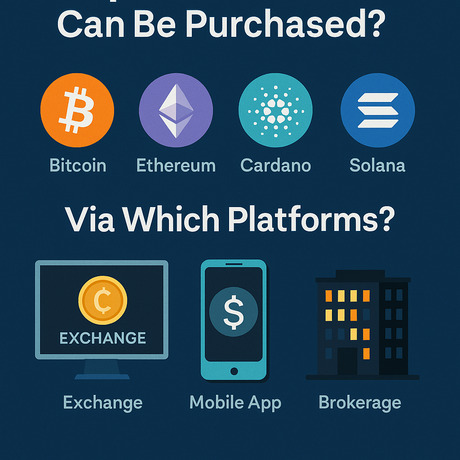 Can Be Purchased?
Bitcoin Ethereum Cardano Solana
Via Which Platforms?
EXCHANGE
Exchange Mobile App Brokerage